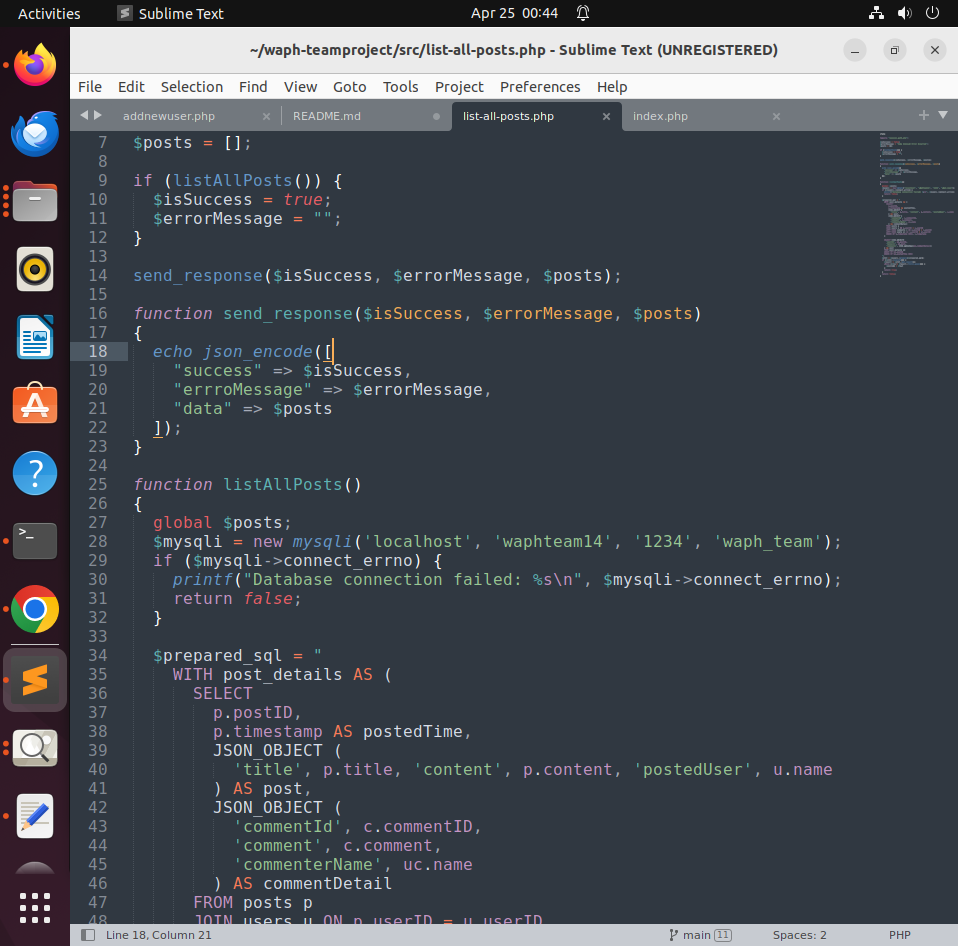 Activities
Sublime Text
Apr 25 00:44
~/waph-teamproject/src/list-all-posts.php - Sublime Text (UNREGISTERED)
File Edit Selection Find View Goto Tools Project Preferences Help
addnewuser.php README.md list-all-posts.php index.php
7 $posts = [];
8
9 if (listAllPosts()) {
10 $isSuccess = true;
11 $errorMessage = "";
12 }
13
14 send_response($isSuccess, $errorMessage, $posts);
15
16 function send_response($isSuccess, $errorMessage, $posts)
17 {
18 echo json_encode([
19 "success" => $isSuccess,
20 "errroMessage" => $errorMessage,
21 "data" => $posts
22 ]);
23 }
24
25 function listAllPosts()
26 {
27 global $posts;
28 $mysqli = new mysqli('localhost', 'waphteam14', '1234', 'waph_team');
29 if ($mysqli->connect_errno) {
30 printf("Database connection failed: %s\n", $mysqli->connect_errno);
31 return false;
32 }
33
34 $prepared_sql = "
35 WITH post_details AS (
36 SELECT
37 p.postID,
38 p.timestamp AS postedTime,
39 JSON_OBJECT (
40 'title', p.title, 'content', p.content, 'postedUser', u.name
41 ) AS post,
42 JSON_OBJECT (
43 'commentId', c.commentID,
44 'comment', c.comment,
45 'commenterName', uc.name
46 ) AS commentDetail
47 FROM posts p
48 JOIN users u ON p.userID = u.userID
Line 18, Column 21 main 11 Spaces: 2 PHP